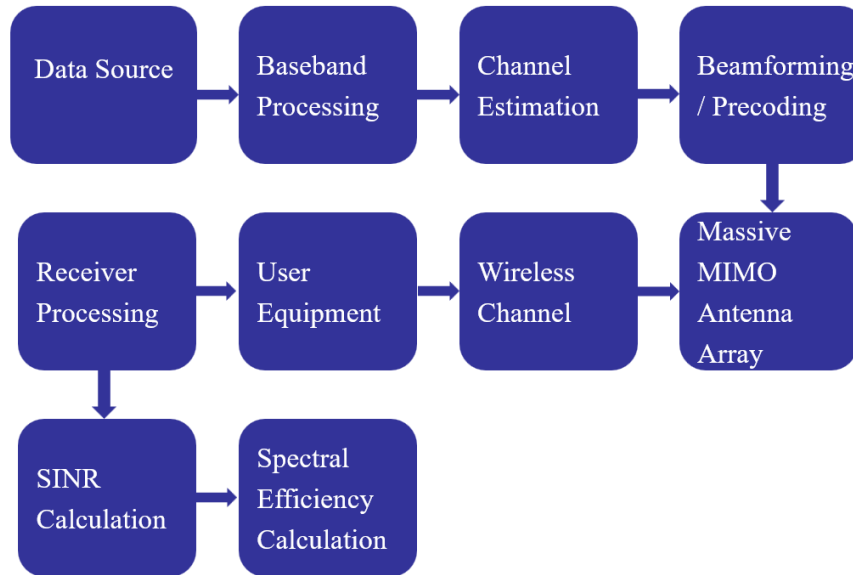 Data Source
Baseband
Processing
Channel
Estimation
Beamforming
/ Precoding
Receiver
Processing
User
Equipment
Wireless
Channel
Massive
MIMO
Antenna
Array
SINR
Calculation
Spectral
Efficiency
Calculation